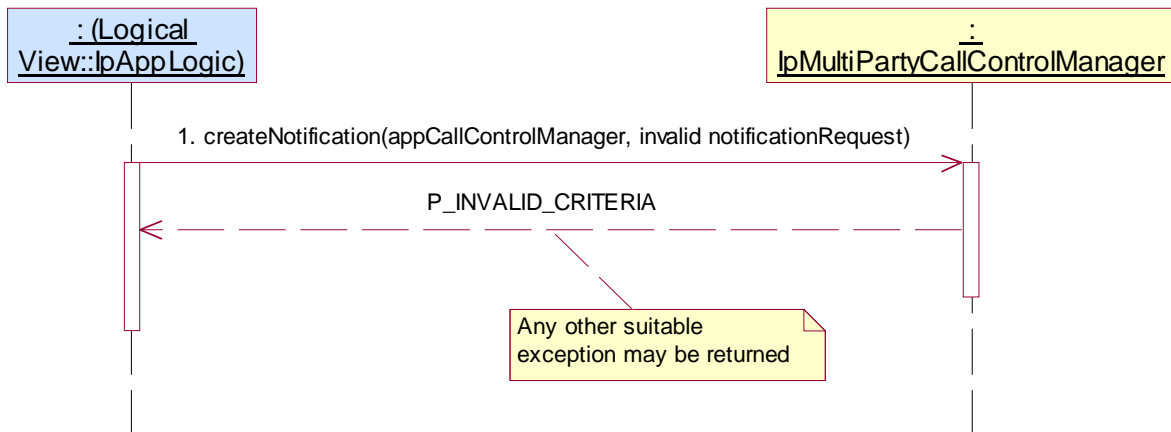 : (Logical
View::IpAppLogic)
:
IpMultiPartyCallControlManager
1. createNotification(appCallControlManager, invalid notificationRequest)
P_INVALID_CRITERIA
Any other suitable
exception may be returned